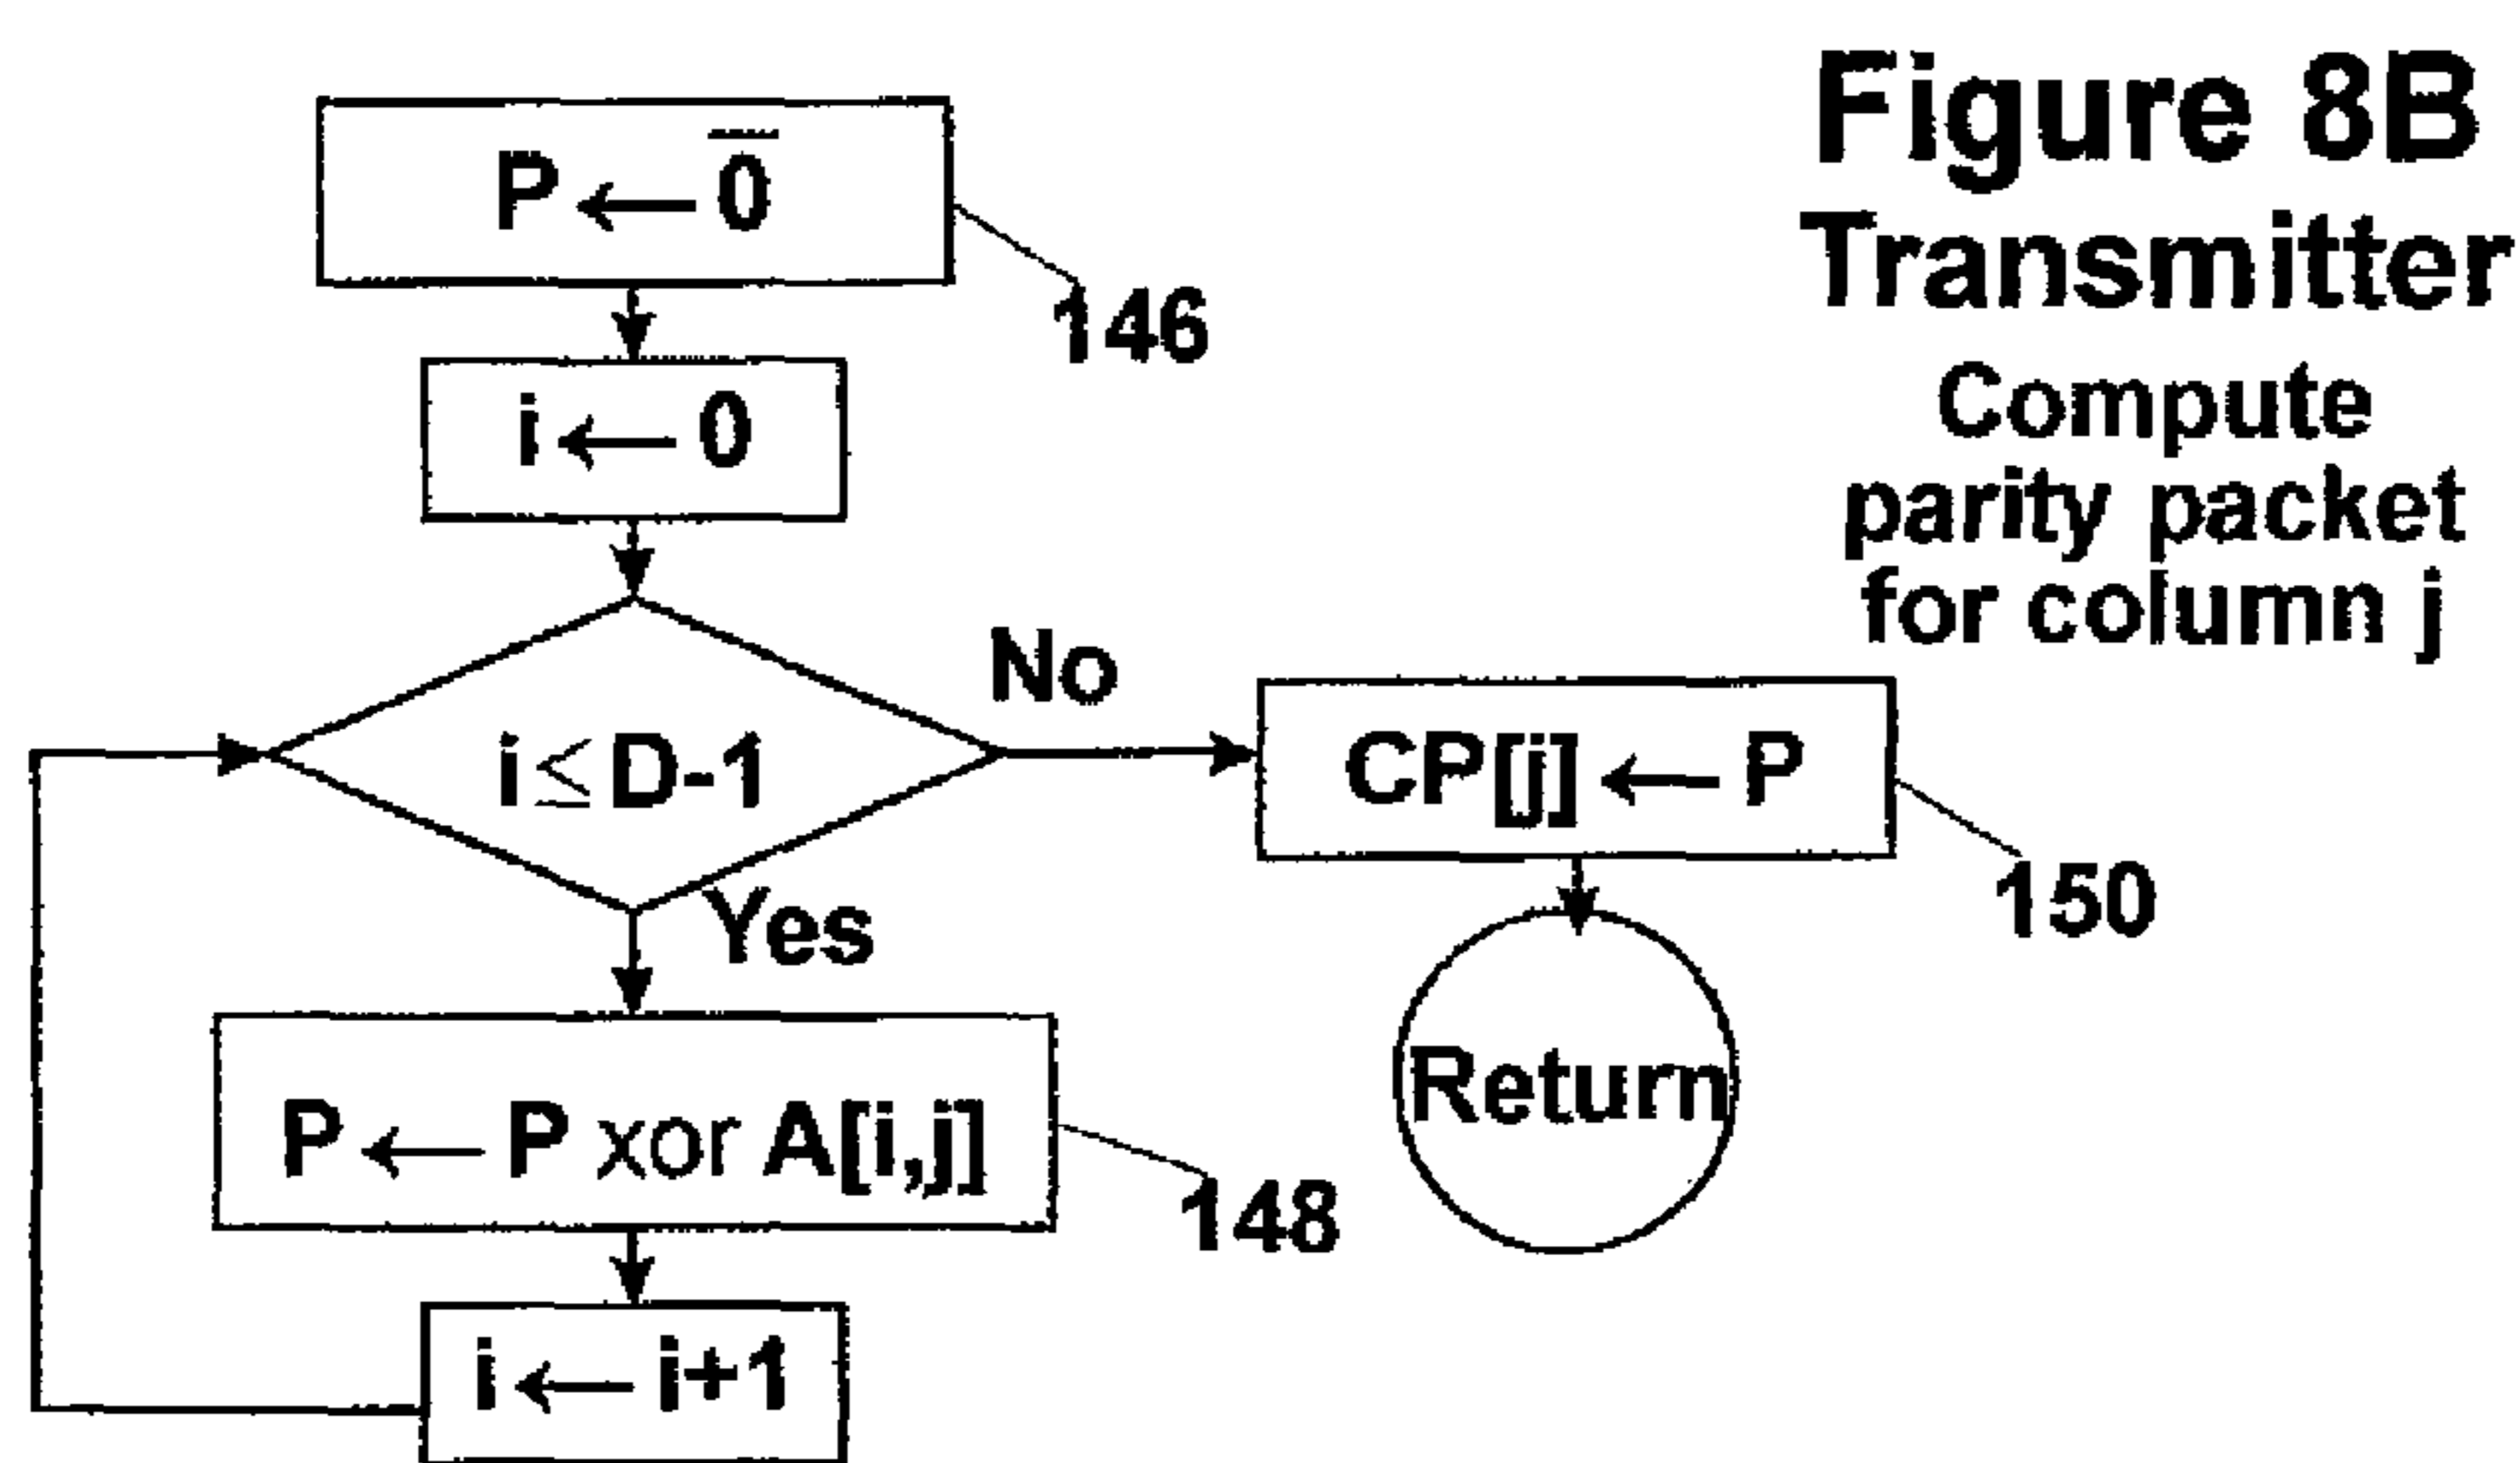 Figure 8B
Transmitter
Compute
parity packet
for column j
P ← 0̅
146
i ← 0
i ≤ D-1
No
CP[j] ← P
150
Yes
Return
P ← P xor A[i,j]
148
i ← i+1